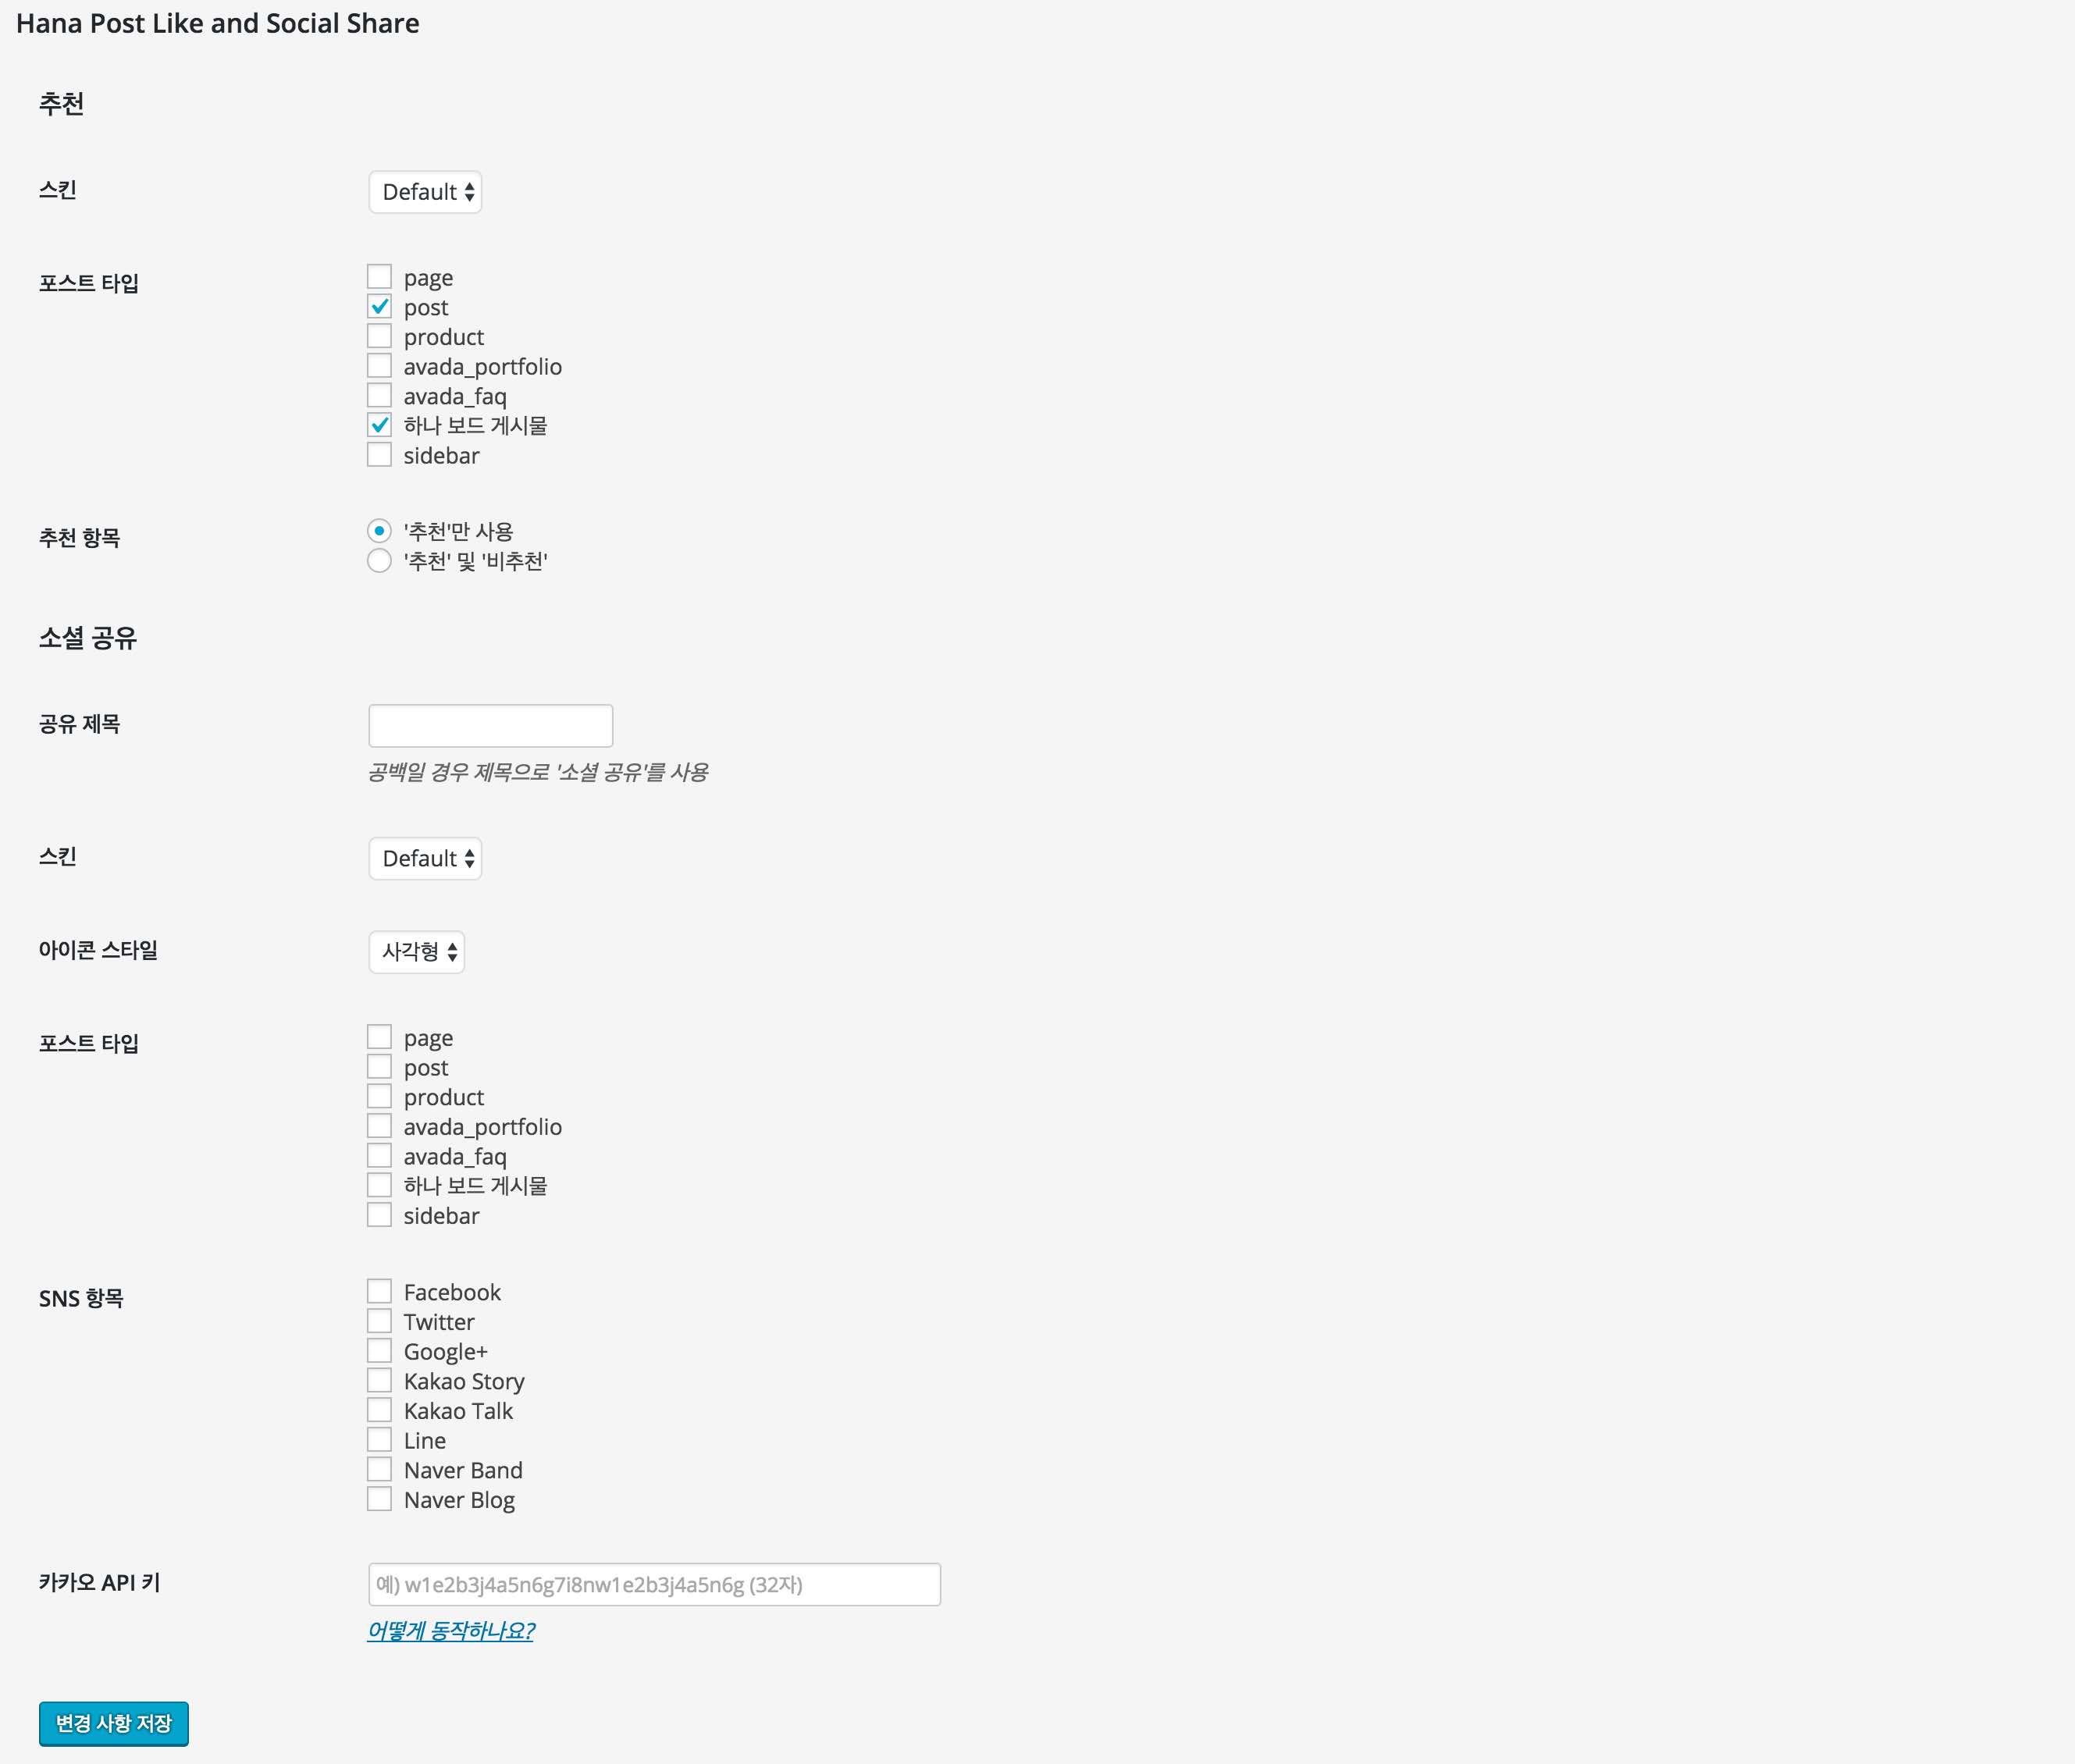 Hana Post Like and Social Share
추천
스킨
Default
포스트 타입
page
post
product
avada_portfolio
avada_faq
하나 보드 게시물
sidebar
추천 항목
'추천'만 사용
'추천' 및 '비추천'
소셜 공유
공유 제목
공백일 경우 제목으로 '소셜 공유'를 사용
스킨
Default
아이콘 스타일
사각형
포스트 타입
page
post
product
avada_portfolio
avada_faq
하나 보드 게시물
sidebar
SNS 항목
Facebook
Twitter
Google+
Kakao Story
Kakao Talk
Line
Naver Band
Naver Blog
카카오 API 키
예) w1e2b3j4a5n6g7i8nw1e2b3j4a5n6g (32자)
어떻게 동작하나요?
변경 사항 저장